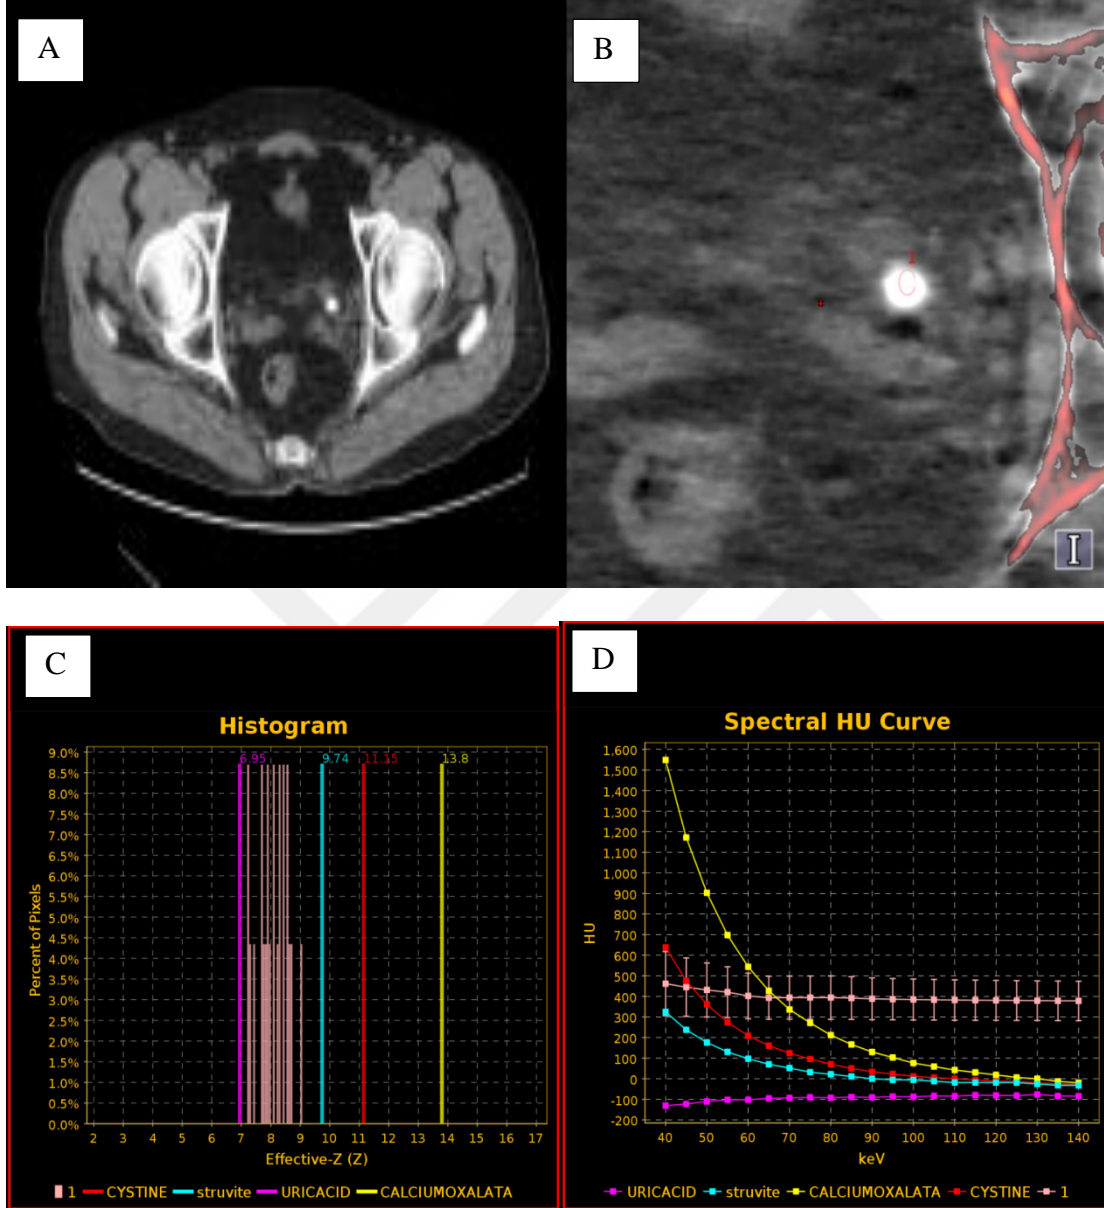 A
B
1
I
C
Histogram
9.0%
8.5%
8.0%
7.5%
7.0%
6.5%
6.0%
5.5%
5.0%
4.5%
4.0%
3.5%
3.0%
2.5%
2.0%
1.5%
1.0%
0.5%
0.0%
Percent of Pixels
6.95 9.74 11.15 13.8
2 3 4 5 6 7 8 9 10 11 12 13 14 15 16 17
Effective-Z (Z)
1 CYSTINE struvite URICACID CALCIUMOXALATA
D
Spectral HU Curve
1,600
1,500
1,400
1,300
1,200
1,100
1,000
900
800
700
600
500
400
300
200
100
0
-100
-200
HU
40 50 60 70 80 90 100 110 120 130 140
keV
URICACID struvite CALCIUMOXALATA CYSTINE 1